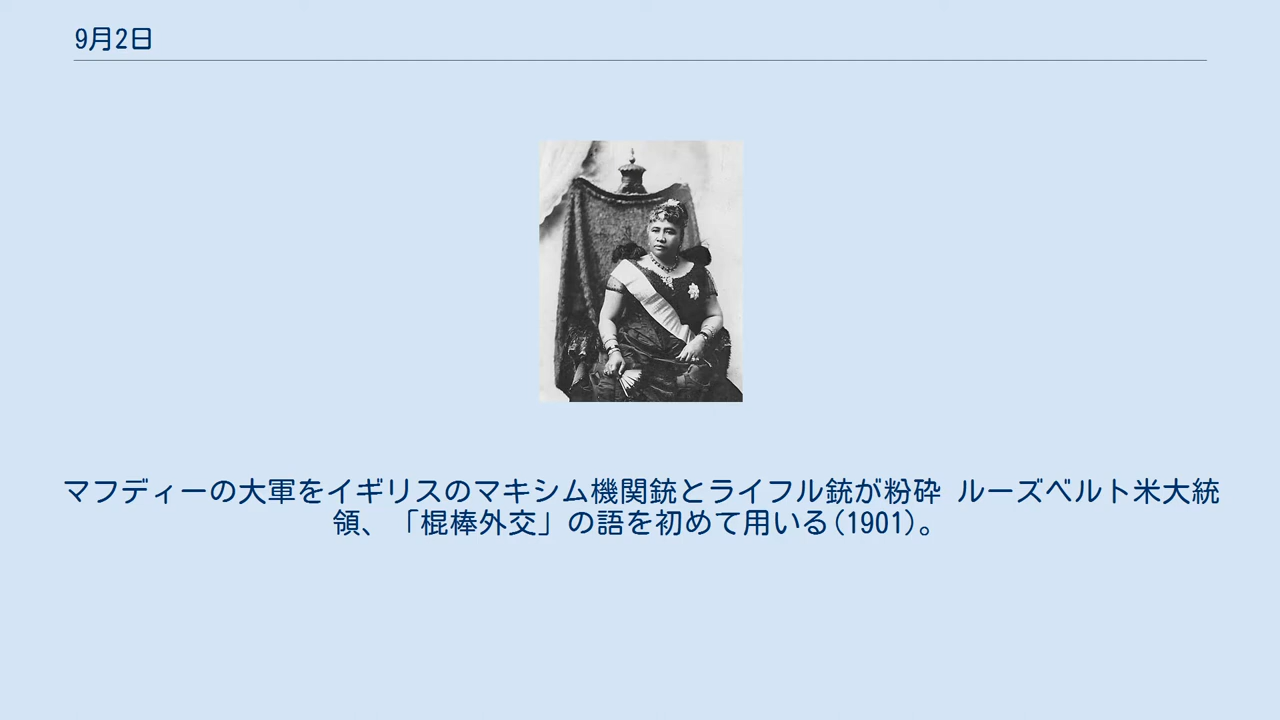 9月2日
マフディーの大軍をイギリスのマキシム機関銃とライフル銃が粉砕 ルーズベルト米大統
領、「棍棒外交」の語を初めて用いる(1901)。